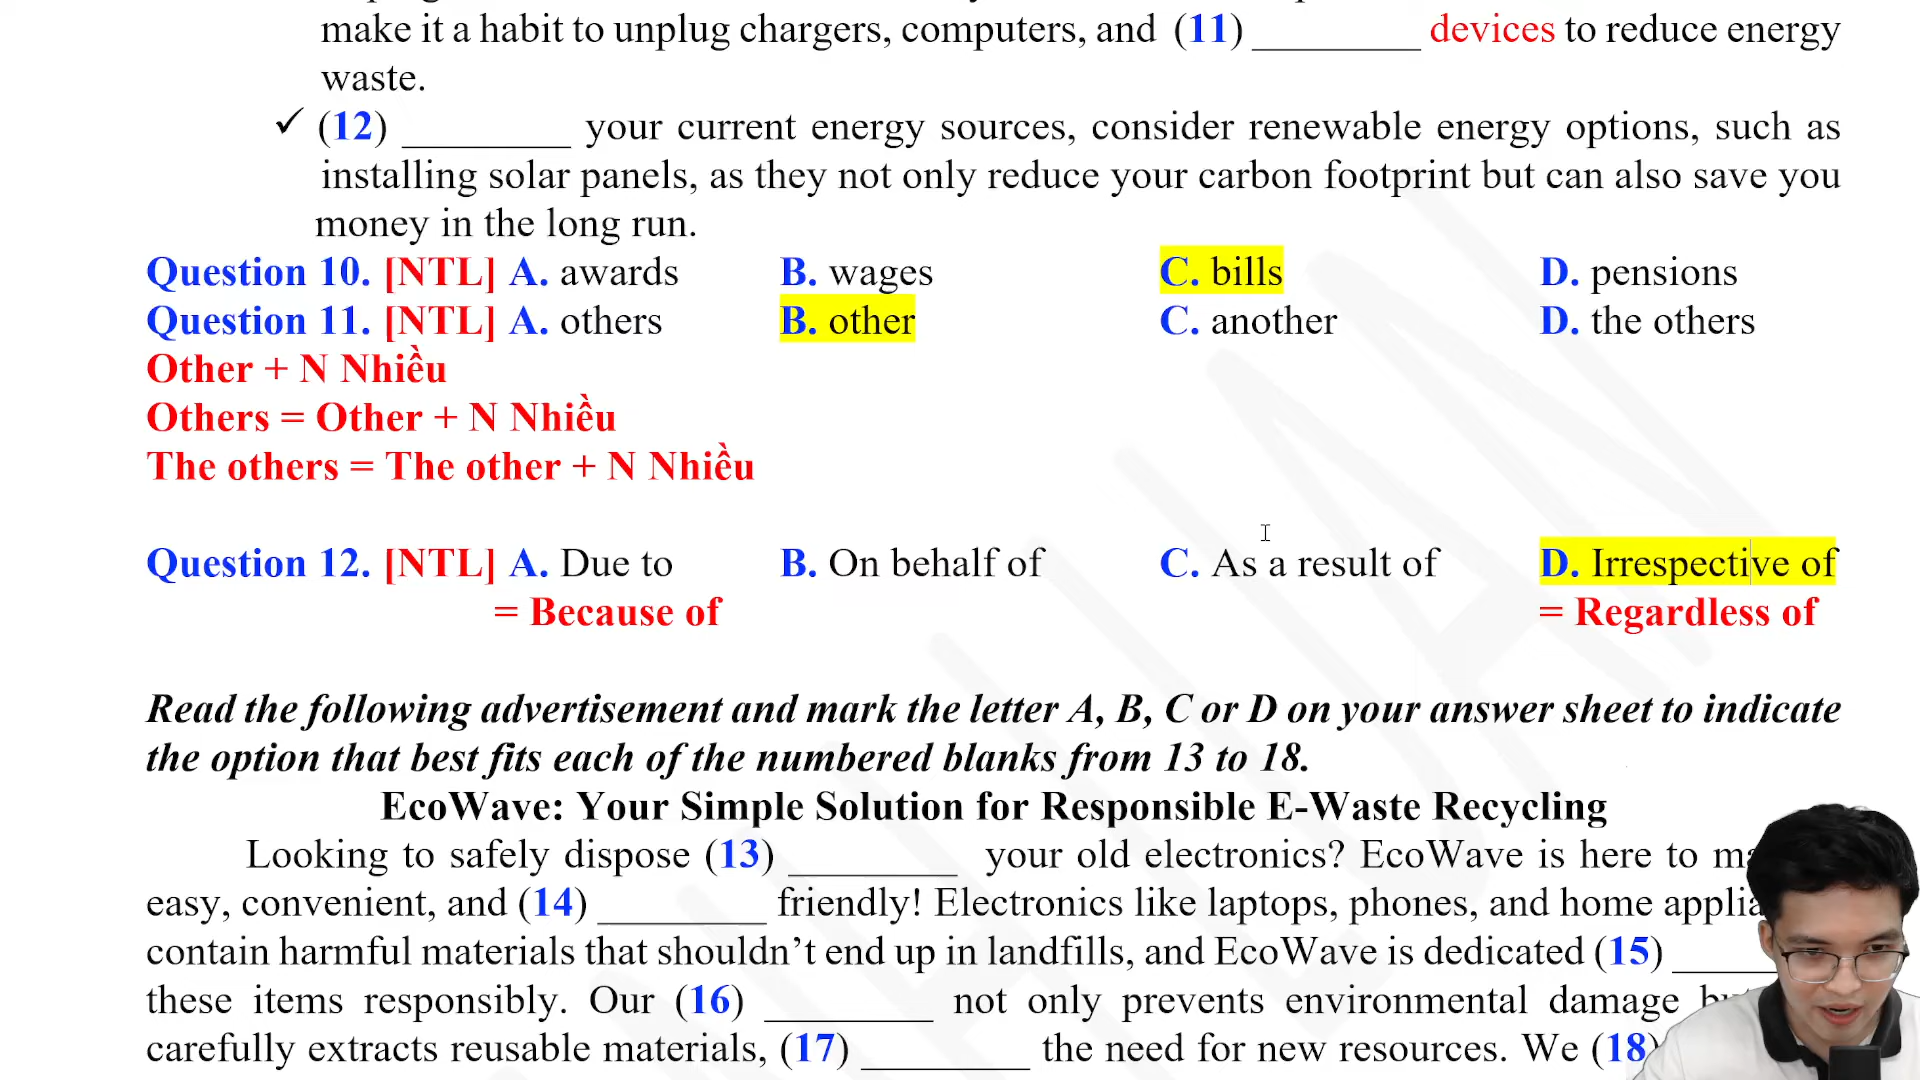 make it a habit to unplug chargers, computers, and (11) ________ devices to reduce energy
waste.
✓ (12) ________ your current energy sources, consider renewable energy options, such as
installing solar panels, as they not only reduce your carbon footprint but can also save you
money in the long run.
Question 10. [NTL] A. awards B. wages C. bills D. pensions
Question 11. [NTL] A. others B. other C. another D. the others
Other + N Nhiều
Others = Other + N Nhiều
The others = The other + N Nhiều
Question 12. [NTL] A. Due to B. On behalf of C. As a result of D. Irrespective of
= Because of = Regardless of
Read the following advertisement and mark the letter A, B, C or D on your answer sheet to indicate
the option that best fits each of the numbered blanks from 13 to 18.
EcoWave: Your Simple Solution for Responsible E-Waste Recycling
Looking to safely dispose (13) ________ your old electronics? EcoWave is here to
easy, convenient, and (14) ________ friendly! Electronics like laptops, phones, and home
contain harmful materials that shouldn’t end up in landfills, and EcoWave is dedicated (15) ____
these items responsibly. Our (16) ________ not only prevents environmental damage
carefully extracts reusable materials, (17) ________ the need for new resources. We (18)